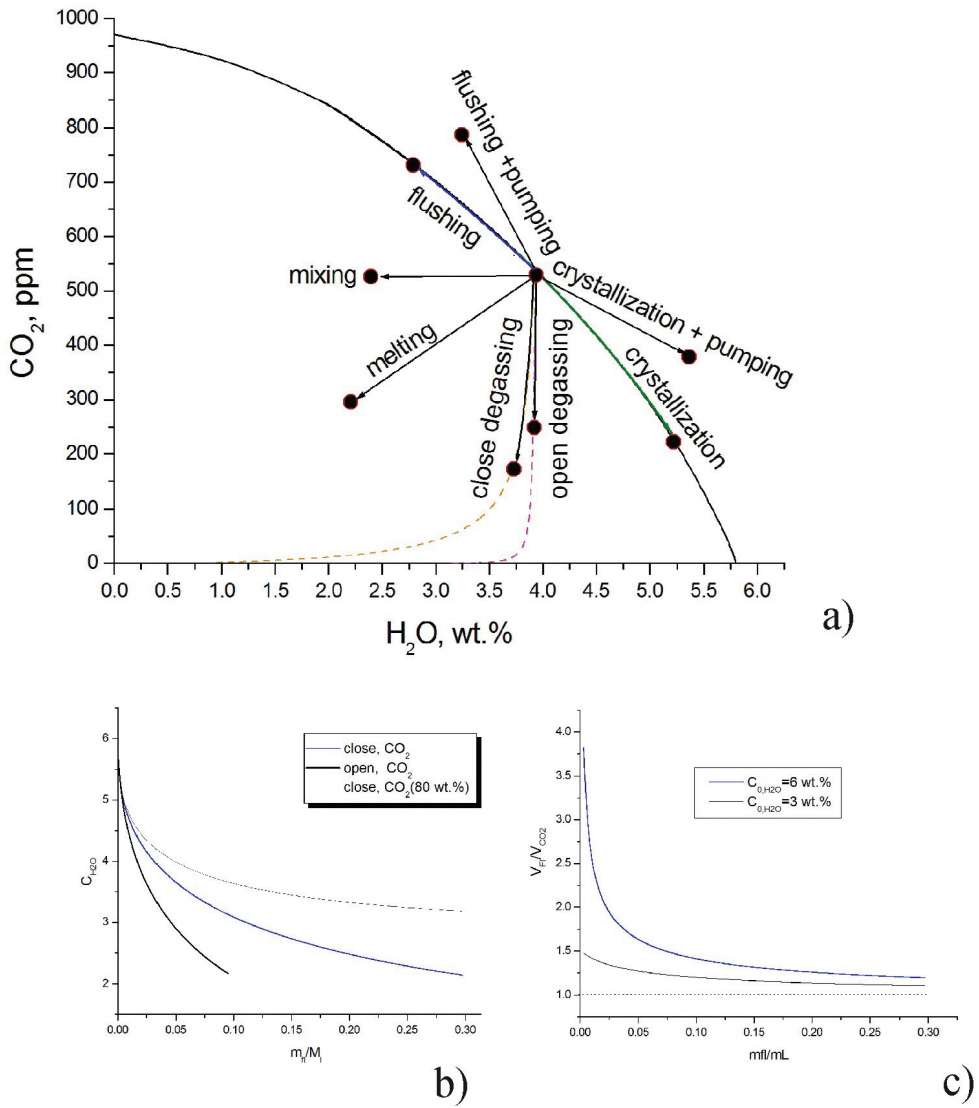 1000
900
800
700
600
500
400
300
200
100
0
CO2, ppm
flushing +pumping
flushing
mixing
melting
close degassing
open degassing
crystallization + pumping
crystallization
0.0 0.5 1.0 1.5 2.0 2.5 3.0 3.5 4.0 4.5 5.0 5.5 6.0
H2O, wt.%
a)
6
5
4
3
2
CH2O
close, CO2
open, CO2
close, CO2(80 wt.%)
0.00 0.05 0.10 0.15 0.20 0.25 0.30
mfl/Ml
b)
4.0
3.5
3.0
2.5
2.0
1.5
1.0
VFl/VCO2
C0,H2O=6 wt.%
C0,H2O=3 wt.%
0.00 0.05 0.10 0.15 0.20 0.25 0.30
mfl/mL
c)